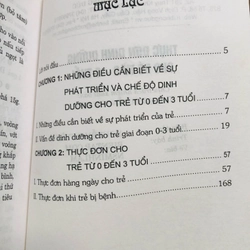 MỤC LỤC
Lời nói đầu 5
CHƯƠNG 1: NHỮNG ĐIỀU CẦN BIẾT VỀ SỰ
PHÁT TRIỂN VÀ CHẾ ĐỘ DINH
DƯỠNG CHO TRẺ TỪ 0 ĐẾN 3 TUỔI 7
I. Những điều cần biết về sự phát triển của trẻ 7
II. Vấn đề dinh dưỡng cho trẻ giai đoạn 0-3 tuổi 19
CHƯƠNG 2: THỰC ĐƠN CHO
TRẺ TỪ 0 ĐẾN 3 TUỔI 57
I. Thực đơn hàng ngày cho trẻ 57
II. Thực đơn khi trẻ bị bệnh 168